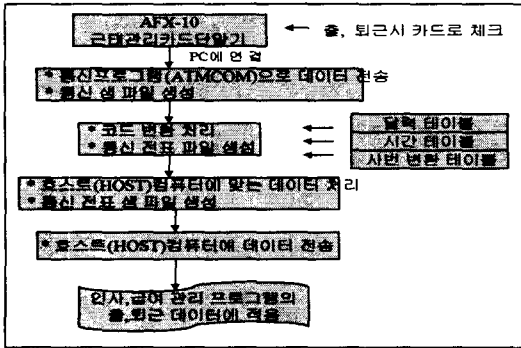 AFX-10
근태관리카드단말기
출, 퇴근시 카드로 체크
PC에 연결
• 통신프로그램(ATMCOM)으로 데이터 전송
• 통신 샘 파일 생성
• 코드 변환 처리
• 통신 전표 파일 생성
달력 테이블
시간 테이블
사번 변환 테이블
• 호스트(HOST)컴퓨터에 맞는 데이터 처리
• 통신 전표 샘 파일 생성
• 호스트(HOST)컴퓨터에 데이터 전송
인사,급여 관리 프로그램의
출,퇴근 데이터에 적용